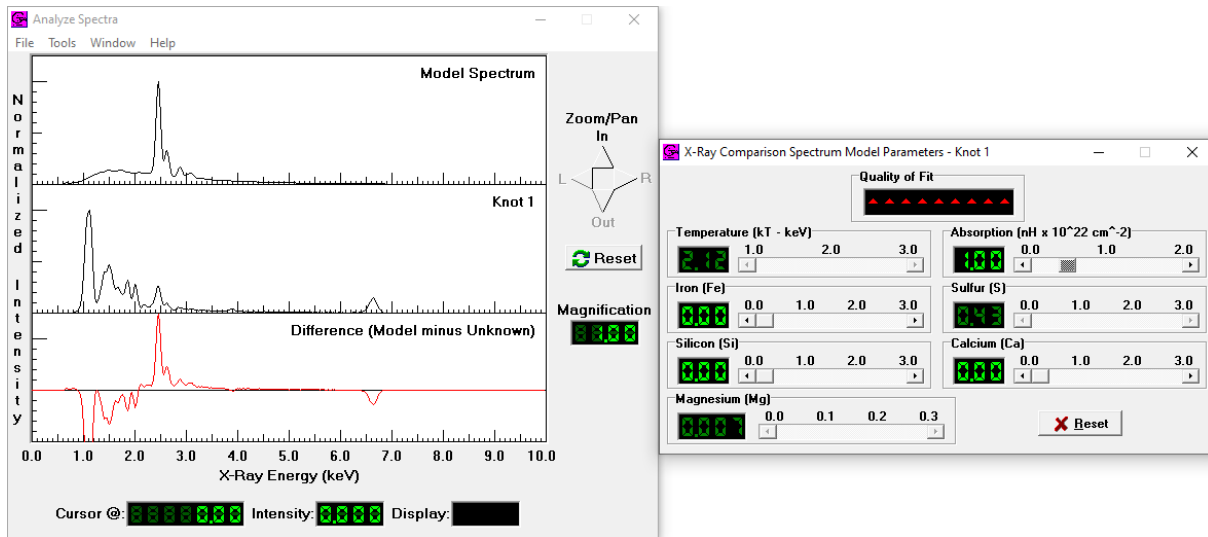 Analyze Spectra
File Tools Window Help
Normalized Intensity
Model Spectrum
Knot 1
Difference (Model minus Unknown)
0.0 1.0 2.0 3.0 4.0 5.0 6.0 7.0 8.0 9.0 10.0
X-Ray Energy (keV)
Cursor @: 0.00 Intensity: 0.000 Display:
Zoom/Pan
In
L R
Out
Reset
Magnification
1.00
X-Ray Comparison Spectrum Model Parameters - Knot 1
Quality of Fit
Temperature (kT - keV)
2.12 1.0 2.0 3.0
Absorption (nH x 10^22 cm^-2)
1.00 0.0 1.0 2.0
Iron (Fe)
0.00 0.0 1.0 2.0 3.0
Sulfur (S)
0.43 0.0 1.0 2.0 3.0
Silicon (Si)
0.00 0.0 1.0 2.0 3.0
Calcium (Ca)
0.00 0.0 1.0 2.0 3.0
Magnesium (Mg)
0.007 0.0 0.1 0.2 0.3
Reset